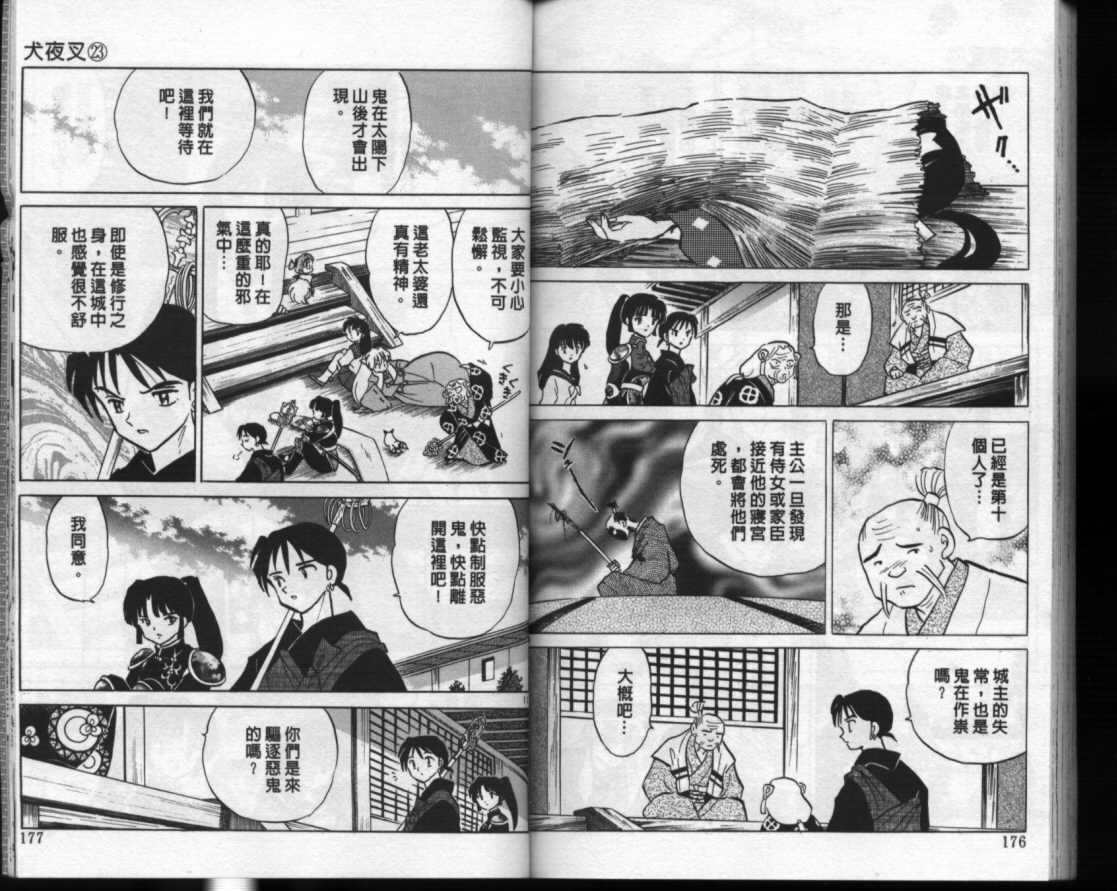 犬夜叉㉓
ザッ…
那是…
已經是第十
個人了…
主公一旦發現
有侍女或家臣
接近他的寢宮
，都會將他們
處死。
城主的失
常，也是
鬼在作祟
嗎？
大概吧…
176
鬼在太陽下
山後才會出
現。
我們就在
這裡等待
吧！
大家要小心
監視，不可
鬆懈。
這老太婆還
真有精神。
真的耶！在
這麼重的邪
氣中…
即使是修行之
身，在這城中
也感覺很不舒
服。
快點制服惡
鬼，快點離
開這裡吧！
我同意。
你們是來
驅逐惡鬼
的嗎？
177